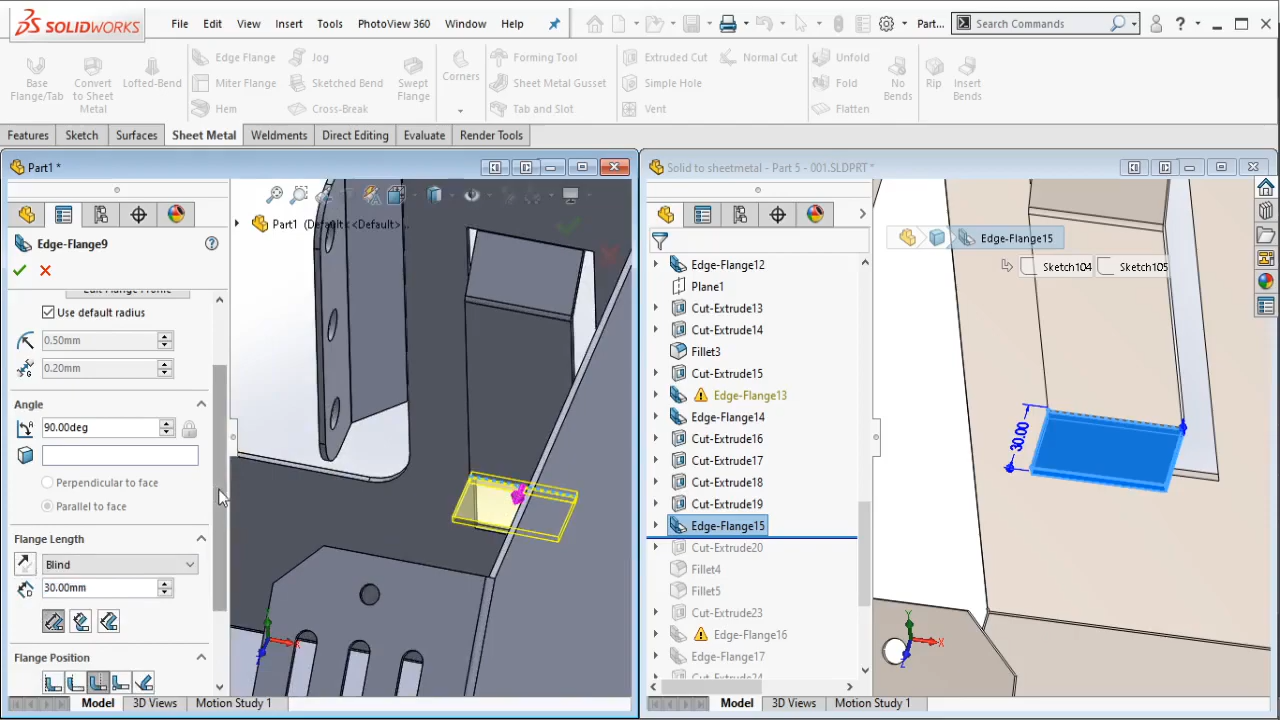 SOLIDWORKS
File Edit View Insert Tools PhotoView 360 Window Help
Part...
Search Commands
Base Flange/Tab
Convert to Sheet Metal
Lofted-Bend
Edge Flange
Miter Flange
Hem
Jog
Sketched Bend
Cross-Break
Swept Flange
Corners
Forming Tool
Sheet Metal Gusset
Tab and Slot
Extruded Cut
Simple Hole
Vent
Normal Cut
Unfold
Fold
Flatten
No Bends
Rip
Insert Bends
Features Sketch Surfaces Sheet Metal Weldments Direct Editing Evaluate Render Tools
Part1 *
Edge-Flange9
Edit Flange Profile
Use default radius
0.50mm
0.20mm
Angle
90.00deg
Perpendicular to face
Parallel to face
Flange Length
Blind
30.00mm
Flange Position
Part1 (Default<<Default>...
Model 3D Views Motion Study 1
Solid to sheetmetal - Part 5 - 001.SLDPRT *
Edge-Flange12
Plane1
Cut-Extrude13
Cut-Extrude14
Fillet3
Cut-Extrude15
Edge-Flange13
Edge-Flange14
Cut-Extrude16
Cut-Extrude17
Cut-Extrude18
Cut-Extrude19
Edge-Flange15
Cut-Extrude20
Fillet4
Fillet5
Cut-Extrude23
Edge-Flange16
Edge-Flange17
Cut-Extrude24
Edge-Flange15
Sketch104 Sketch105
30.00
Y
X
Z
Model 3D Views Motion Study 1